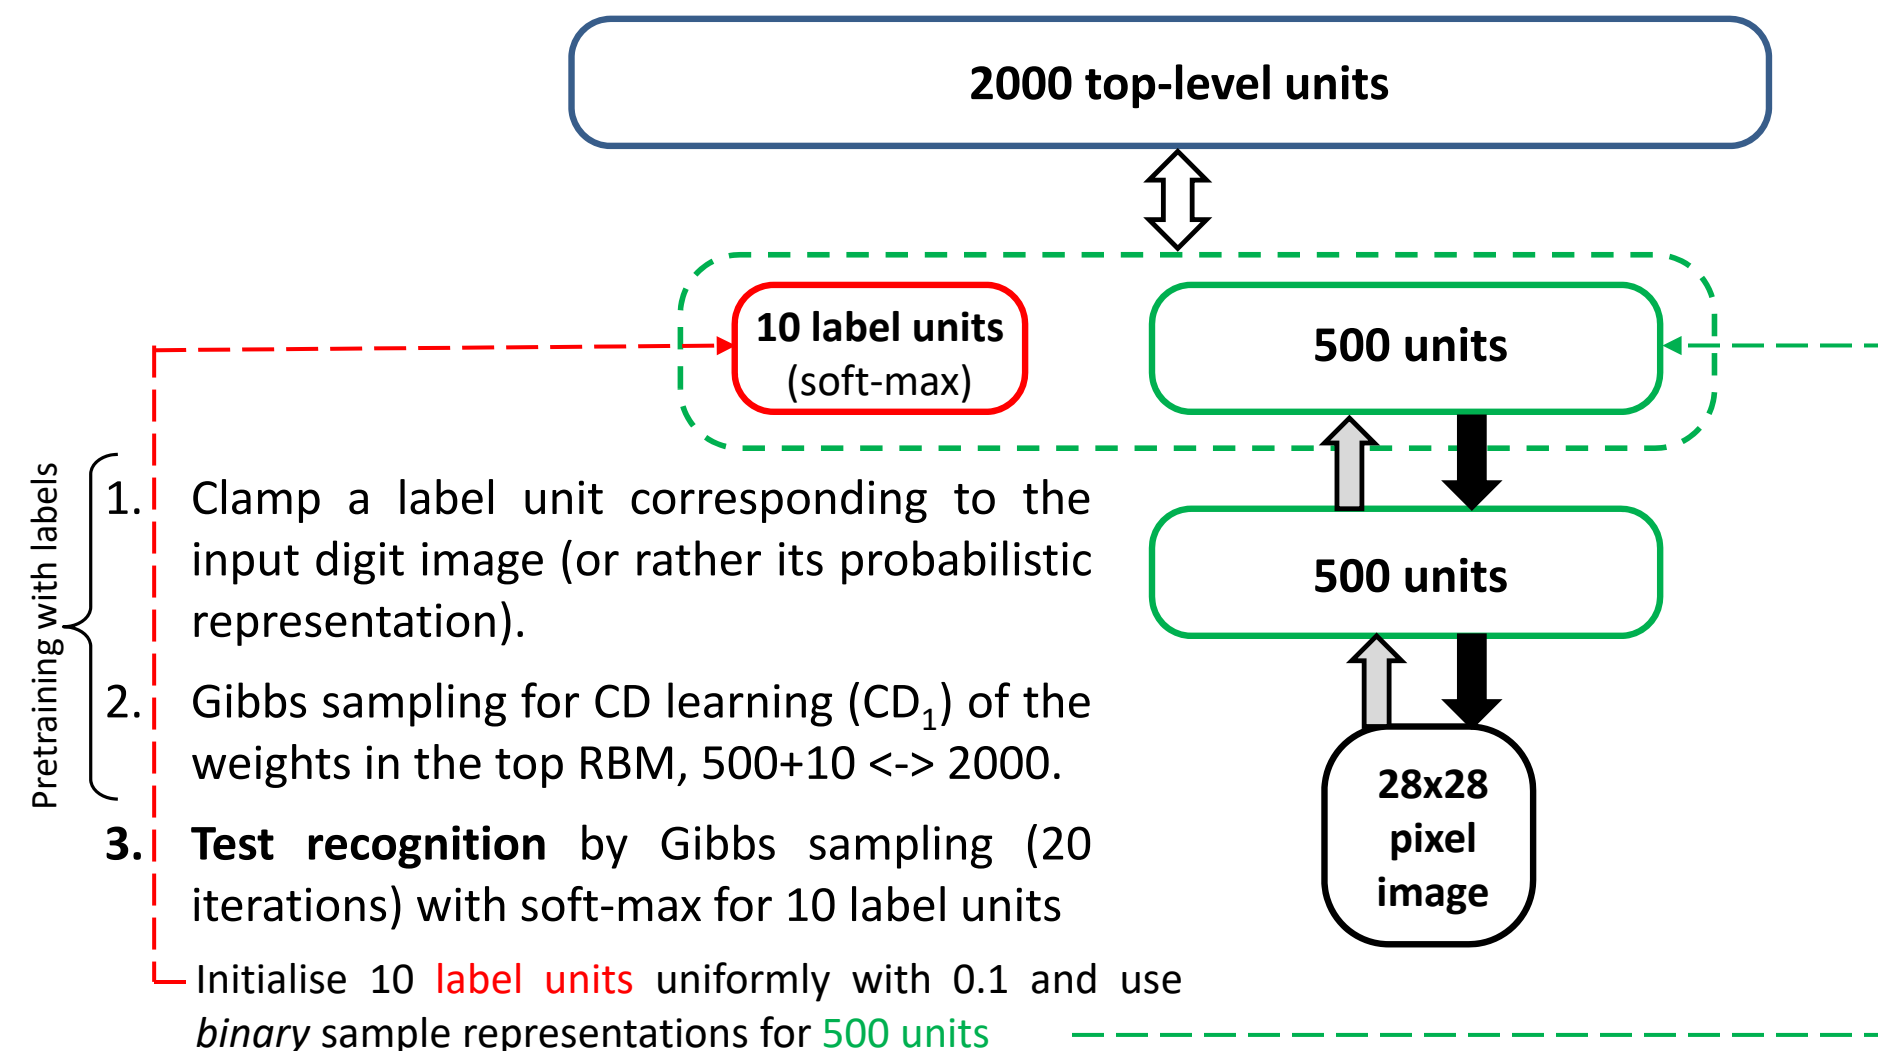 2000 top-level units
10 label units
(soft-max)
500 units
500 units
28x28
pixel
image
Pretraining with labels
1. Clamp a label unit corresponding to the
input digit image (or rather its probabilistic
representation).
2. Gibbs sampling for CD learning (CD₁) of the
weights in the top RBM, 500+10 <-> 2000.
3. Test recognition by Gibbs sampling (20
iterations) with soft-max for 10 label units
Initialise 10 label units uniformly with 0.1 and use
binary sample representations for 500 units